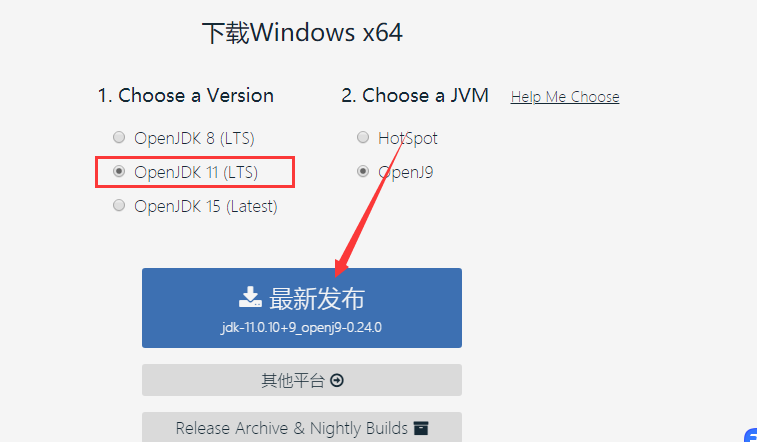 下载Windows x64
1. Choose a Version
2. Choose a JVM Help Me Choose
OpenJDK 8 (LTS)
OpenJDK 11 (LTS)
OpenJDK 15 (Latest)
HotSpot
OpenJ9
最新发布
jdk-11.0.10+9_openj9-0.24.0
其他平台
Release Archive & Nightly Builds